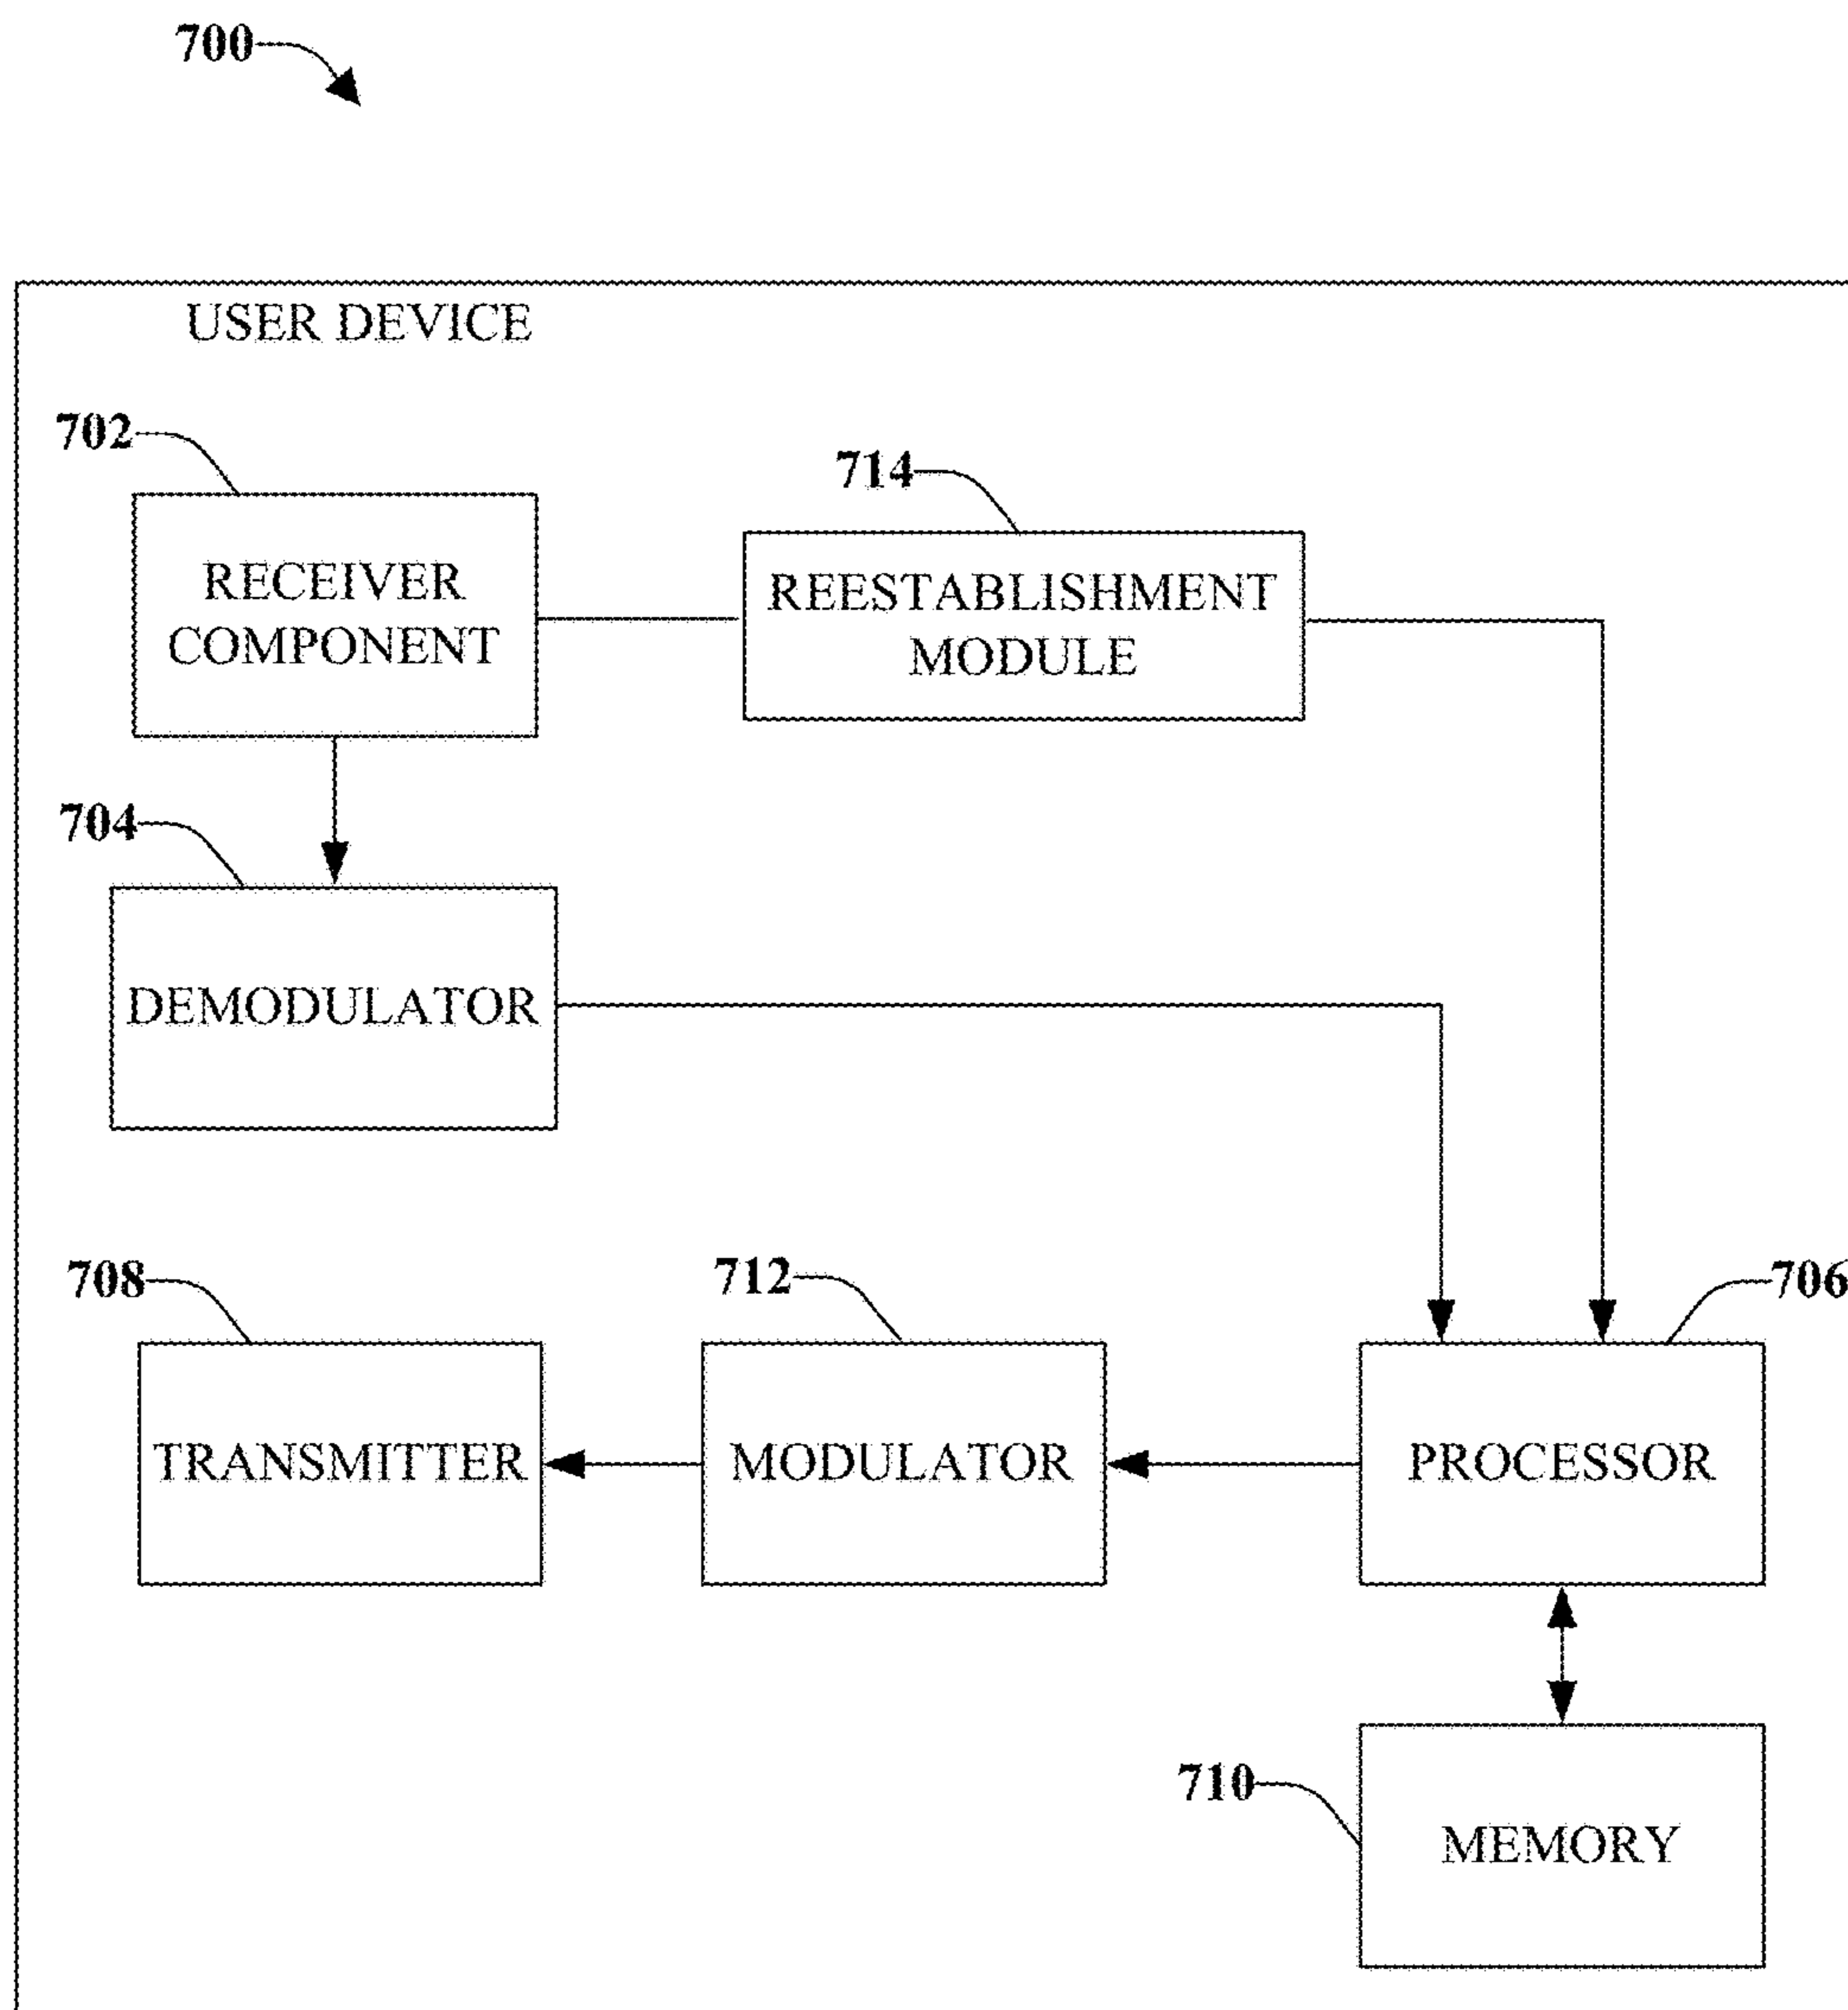 700
USER DEVICE
702
714
RECEIVER
COMPONENT
REESTABLISHMENT
MODULE
704
DEMODULATOR
708
712
706
TRANSMITTER
MODULATOR
PROCESSOR
710
MEMORY